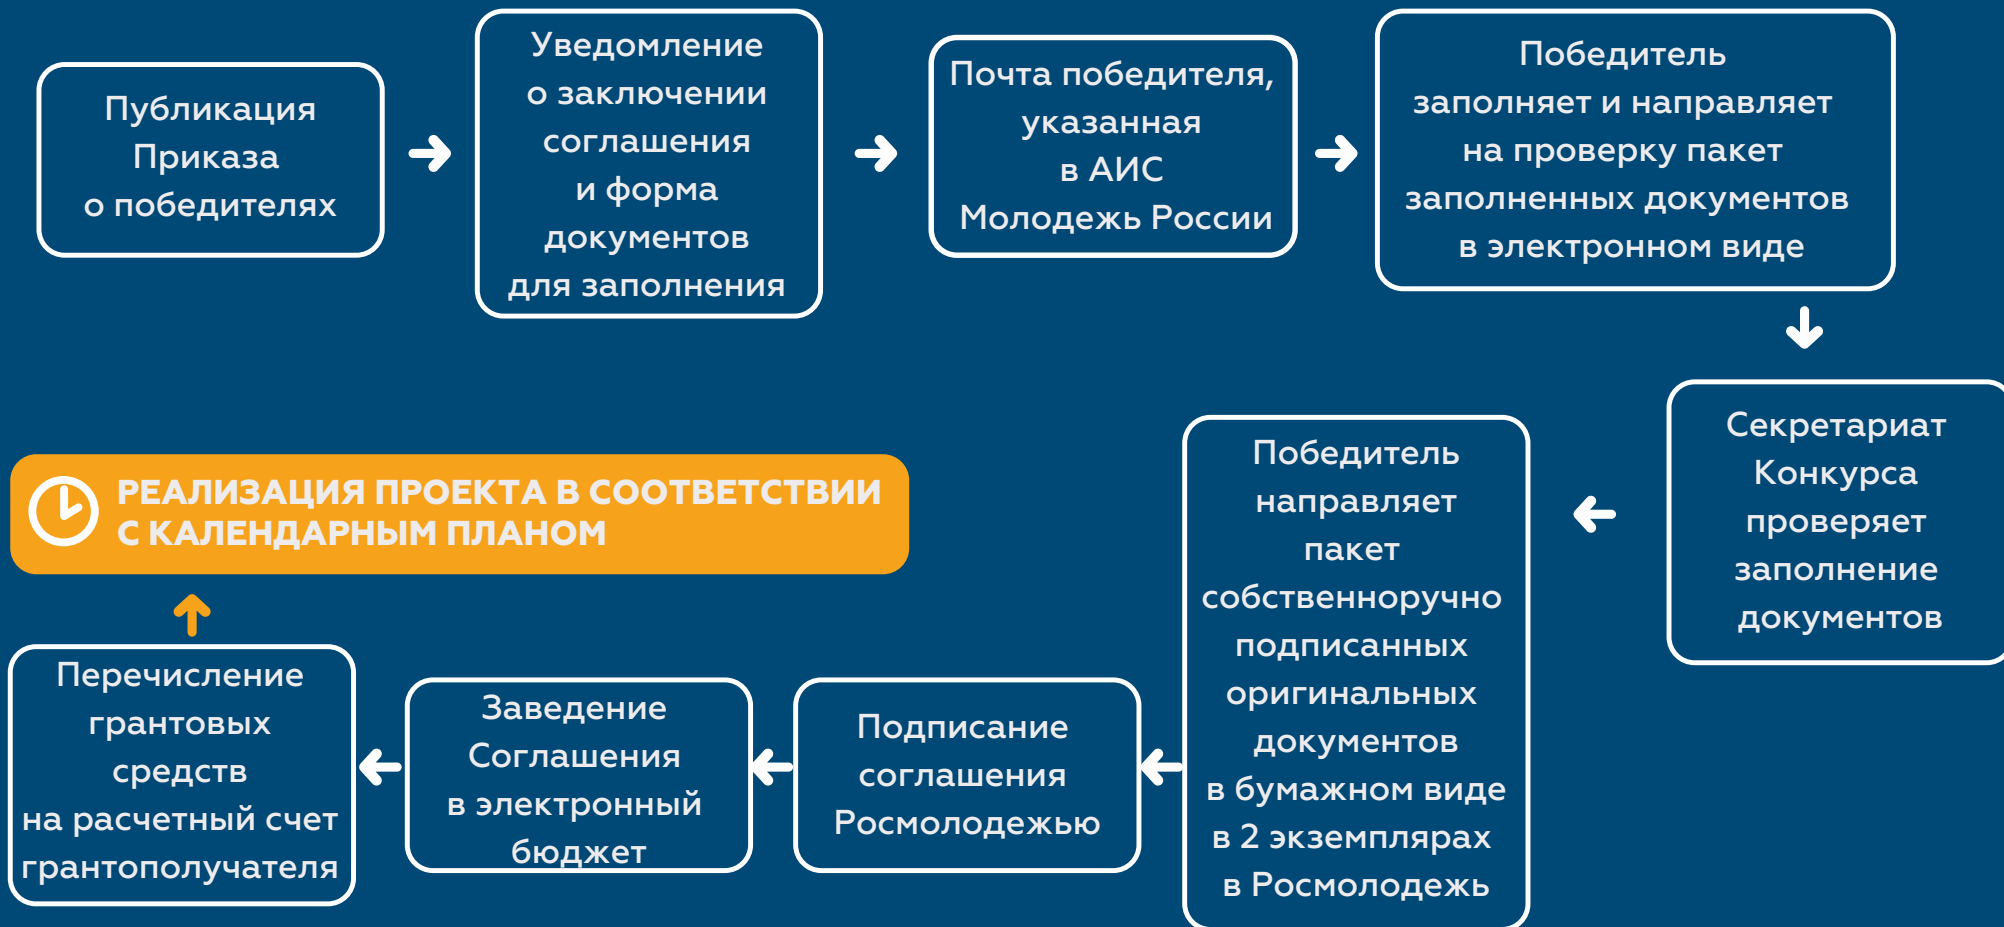 Публикация
Приказа
о победителях
Уведомление
о заключении
соглашения
и форма
документов
для заполнения
Почта победителя,
указанная
в АИС
Молодежь России
Победитель
заполняет и направляет
на проверку пакет
заполненных документов
в электронном виде
Секретариат
Конкурса
проверяет
заполнение
документов
Победитель
направляет
пакет
собственноручно
подписанных
оригинальных
документов
в бумажном виде
в 2 экземплярах
в Росмолодежь
Подписание
соглашения
Росмолодежью
Заведение
Соглашения
в электронный
бюджет
Перечисление
грантовых
средств
на расчетный счет
грантополучателя
РЕАЛИЗАЦИЯ ПРОЕКТА В СООТВЕТСТВИИ
С КАЛЕНДАРНЫМ ПЛАНОМ